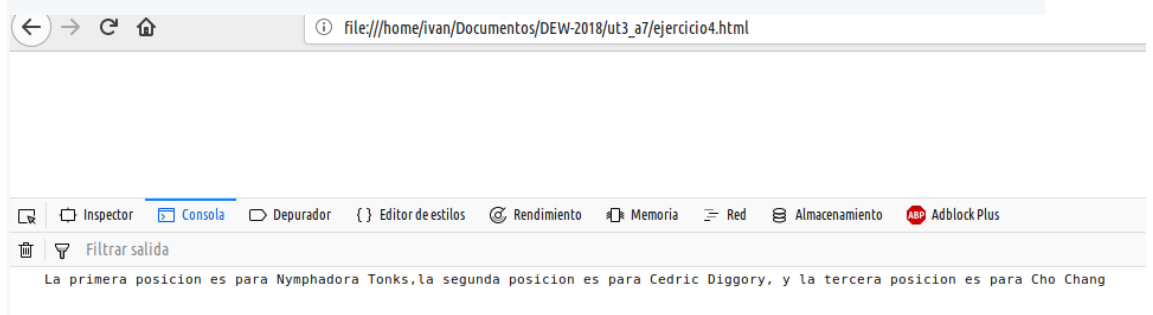 file:///home/ivan/Documentos/DEW-2018/ut3_a7/ejercicio4.html
Inspector Consola Depurador { } Editor de estilos Rendimiento Memoria Red Almacenamiento ABP Adblock Plus
Filtrar salida
La primera posicion es para Nymphadora Tonks,la segunda posicion es para Cedric Diggory, y la tercera posicion es para Cho Chang